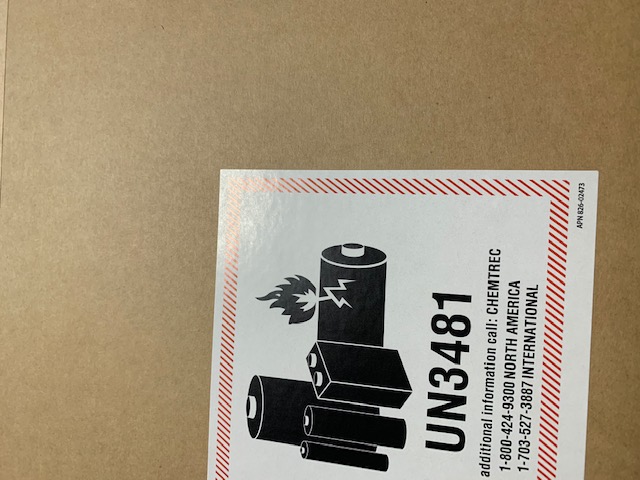 UN3481
additional information call: CHEMTREC
1-800-424-9300 NORTH AMERICA
1-703-527-3887 INTERNATIONAL
APN 826-02473